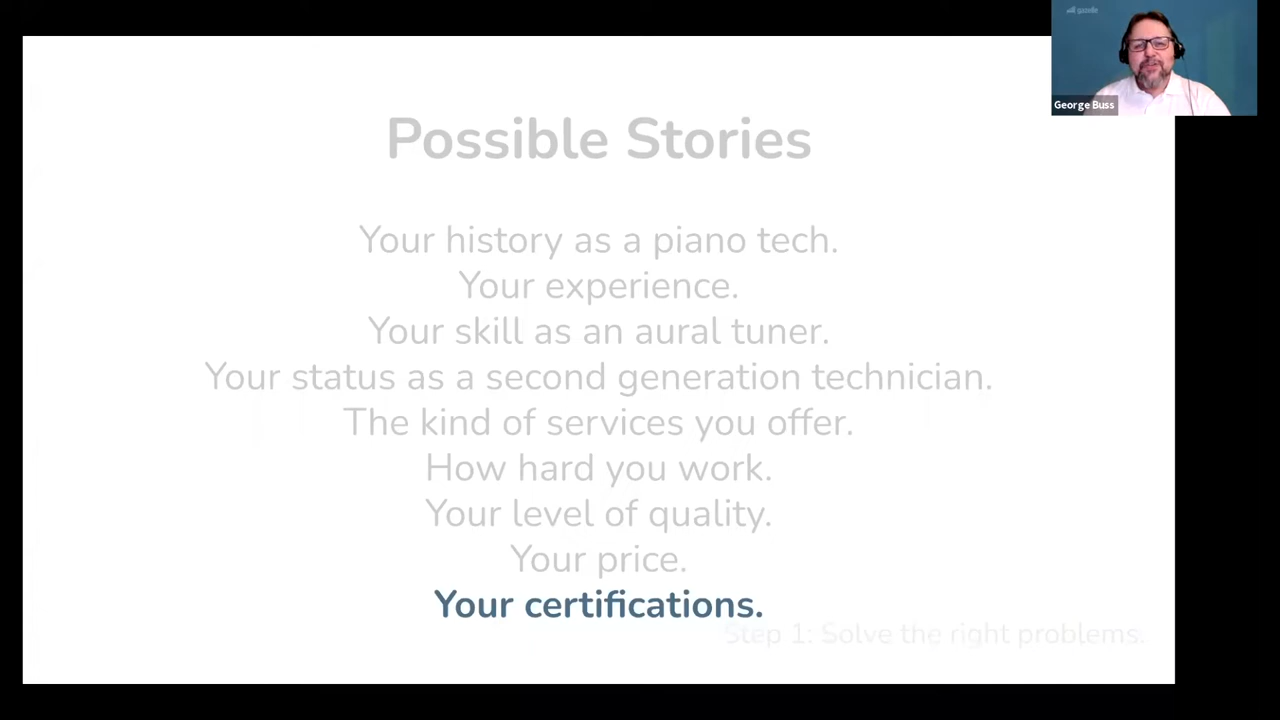 gazelle
George Buss
Possible Stories
Your history as a piano tech.
Your experience.
Your skill as an aural tuner.
Your status as a second generation technician.
The kind of services you offer.
How hard you work.
Your level of quality.
Your price.
Your certifications.
Step 1: Solve the right problems.